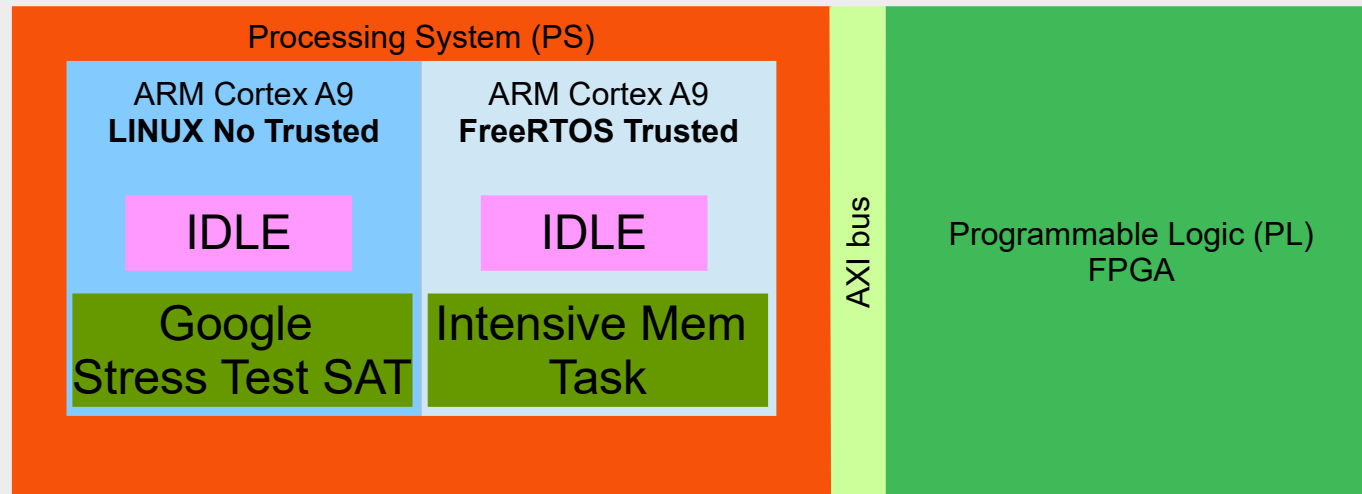 Processing System (PS)
ARM Cortex A9
LINUX No Trusted
IDLE
Google
Stress Test SAT
ARM Cortex A9
FreeRTOS Trusted
IDLE
Intensive Mem
Task
AXI bus
Programmable Logic (PL)
FPGA